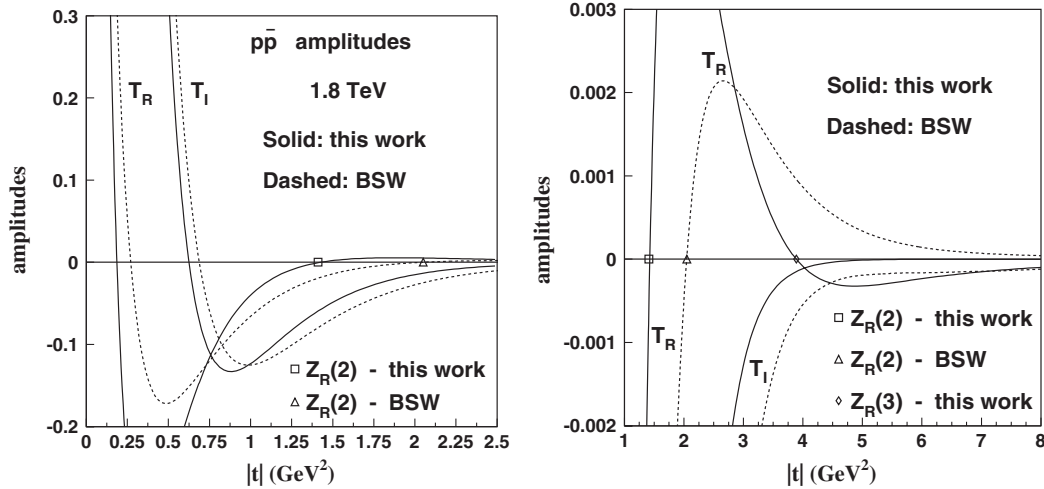 0.3
0.2
0.1
0
-0.1
-0.2
amplitudes
pp̄ amplitudes
1.8 TeV
T_R
T_I
Solid: this work
Dashed: BSW
□ Z_R(2) - this work
△ Z_R(2) - BSW
0 0.25 0.5 0.75 1 1.25 1.5 1.75 2 2.25 2.5
|t| (GeV²)
0.003
0.002
0.001
0
-0.001
-0.002
amplitudes
T_R
Solid: this work
Dashed: BSW
T_R
T_I
□ Z_R(2) - this work
△ Z_R(2) - BSW
◇ Z_R(3) - this work
1 2 3 4 5 6 7 8
|t| (GeV²)